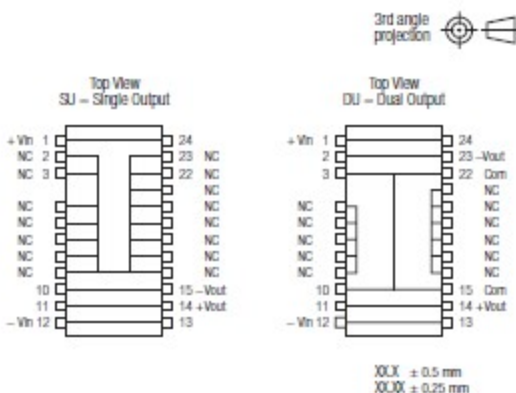 3rd angle
projection
Top View
SU – Single Output
+ Vin 1
NC 2
NC 3
NC
NC
NC
NC
NC
10
11
– Vin 12
24
23 NC
22 NC
NC
NC
NC
NC
NC
NC
15 –Vout
14 +Vout
13
Top View
DU – Dual Output
+ Vin 1
2
3
NC
NC
NC
NC
NC
10
11
– Vin 12
24
23 –Vout
22 Com
NC
NC
NC
NC
NC
NC
15 Com
14 +Vout
13
XX.X ± 0.5 mm
XX.XX ± 0.25 mm